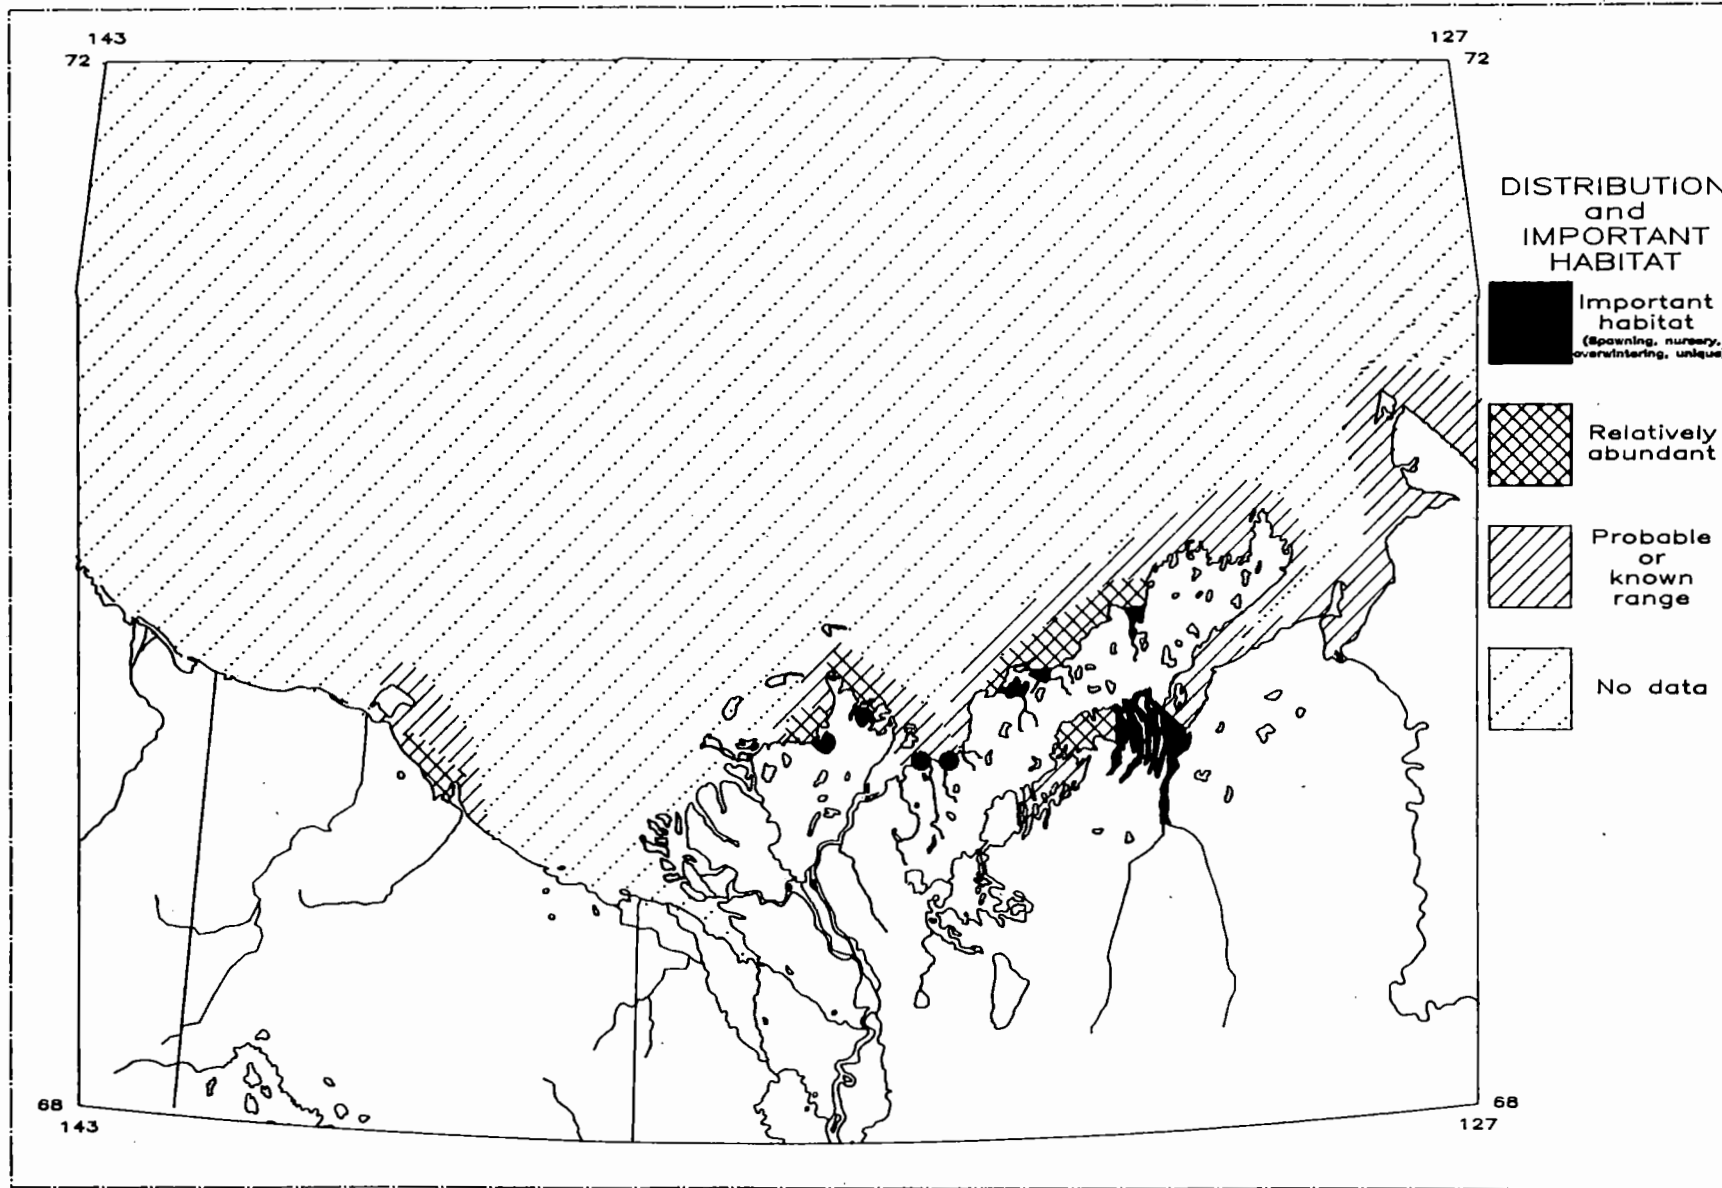 143
127
72
72
DISTRIBUTION
and
IMPORTANT
HABITAT
Important
habitat
(Spawning, nursery,
overwintering, unique
Relatively
abundant
Probable
or
known
range
No data
68
68
143
127